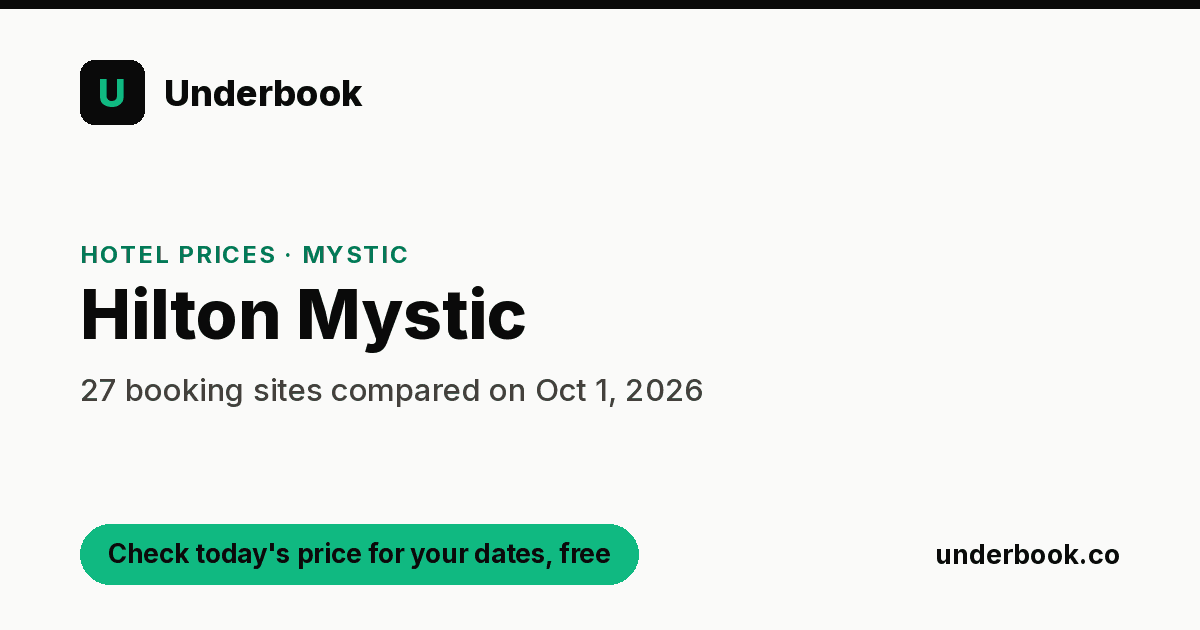 U
Underbook
HOTEL PRICES · MYSTIC
Hilton Mystic
27 booking sites compared on Oct 1, 2026
Check today's price for your dates, free
underbook.co